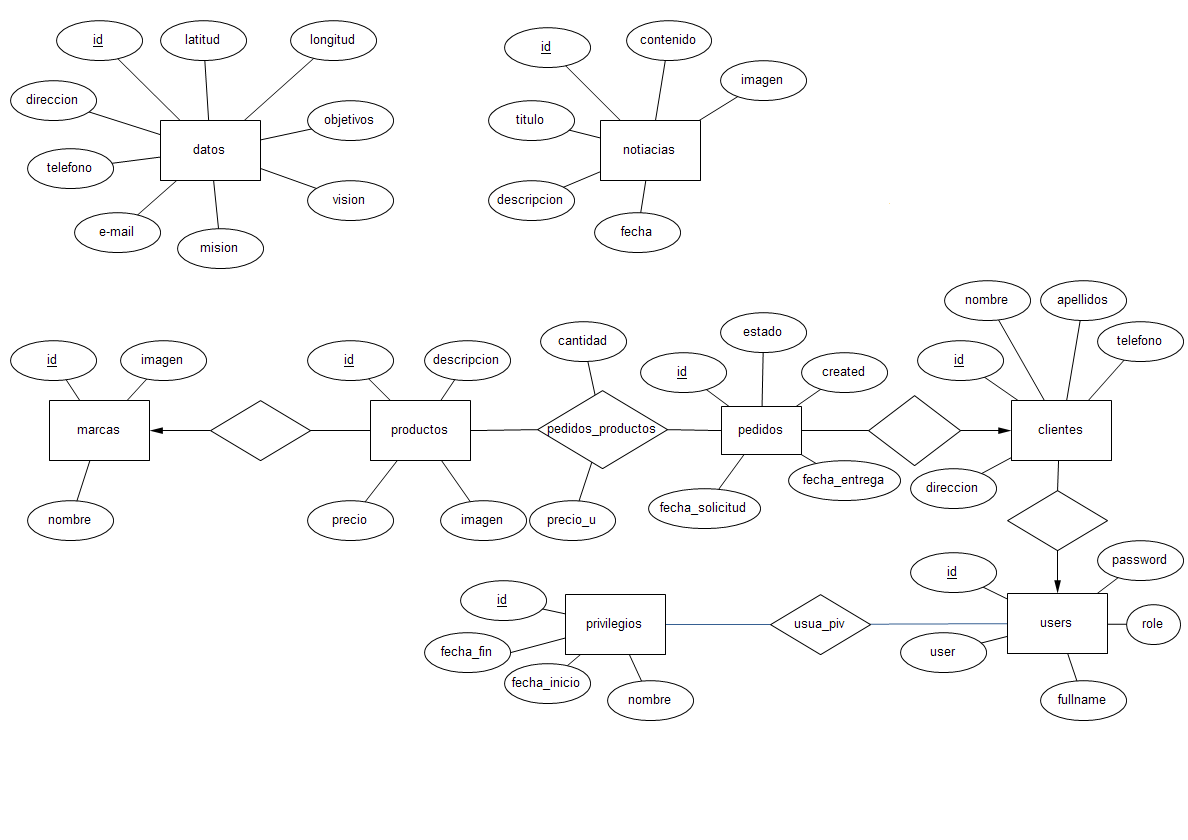 id
latitud
longitud
direccion
objetivos
datos
telefono
vision
e-mail
mision
id
contenido
imagen
titulo
notiacias
descripcion
fecha
id
imagen
marcas
nombre
id
descripcion
productos
precio
imagen
cantidad
pedidos_productos
precio_u
estado
id
created
pedidos
fecha_entrega
fecha_solicitud
nombre
apellidos
id
telefono
clientes
direccion
id
privilegios
fecha_fin
fecha_inicio
nombre
usua_piv
id
password
users
role
user
fullname